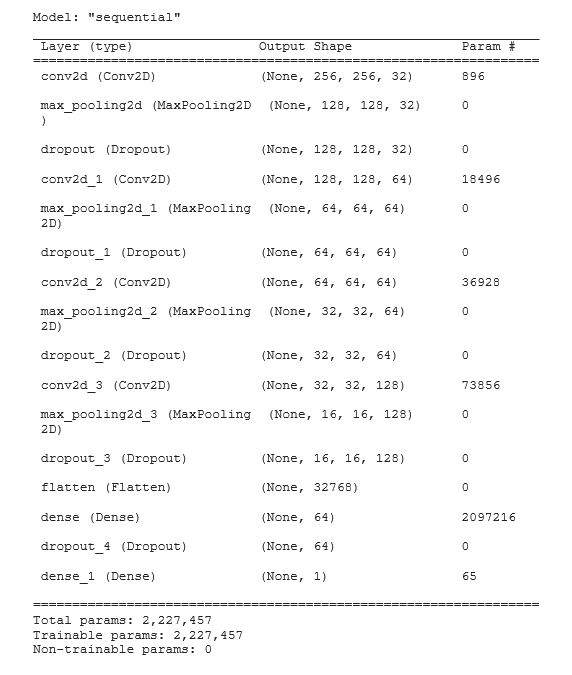 Model: "sequential"
Layer (type) Output Shape Param #
conv2d (Conv2D) (None, 256, 256, 32) 896
max_pooling2d (MaxPooling2D (None, 128, 128, 32) 0
)
dropout (Dropout) (None, 128, 128, 32) 0
conv2d_1 (Conv2D) (None, 128, 128, 64) 18496
max_pooling2d_1 (MaxPooling (None, 64, 64, 64) 0
2D)
dropout_1 (Dropout) (None, 64, 64, 64) 0
conv2d_2 (Conv2D) (None, 64, 64, 64) 36928
max_pooling2d_2 (MaxPooling (None, 32, 32, 64) 0
2D)
dropout_2 (Dropout) (None, 32, 32, 64) 0
conv2d_3 (Conv2D) (None, 32, 32, 128) 73856
max_pooling2d_3 (MaxPooling (None, 16, 16, 128) 0
2D)
dropout_3 (Dropout) (None, 16, 16, 128) 0
flatten (Flatten) (None, 32768) 0
dense (Dense) (None, 64) 2097216
dropout_4 (Dropout) (None, 64) 0
dense_1 (Dense) (None, 1) 65
Total params: 2,227,457
Trainable params: 2,227,457
Non-trainable params: 0